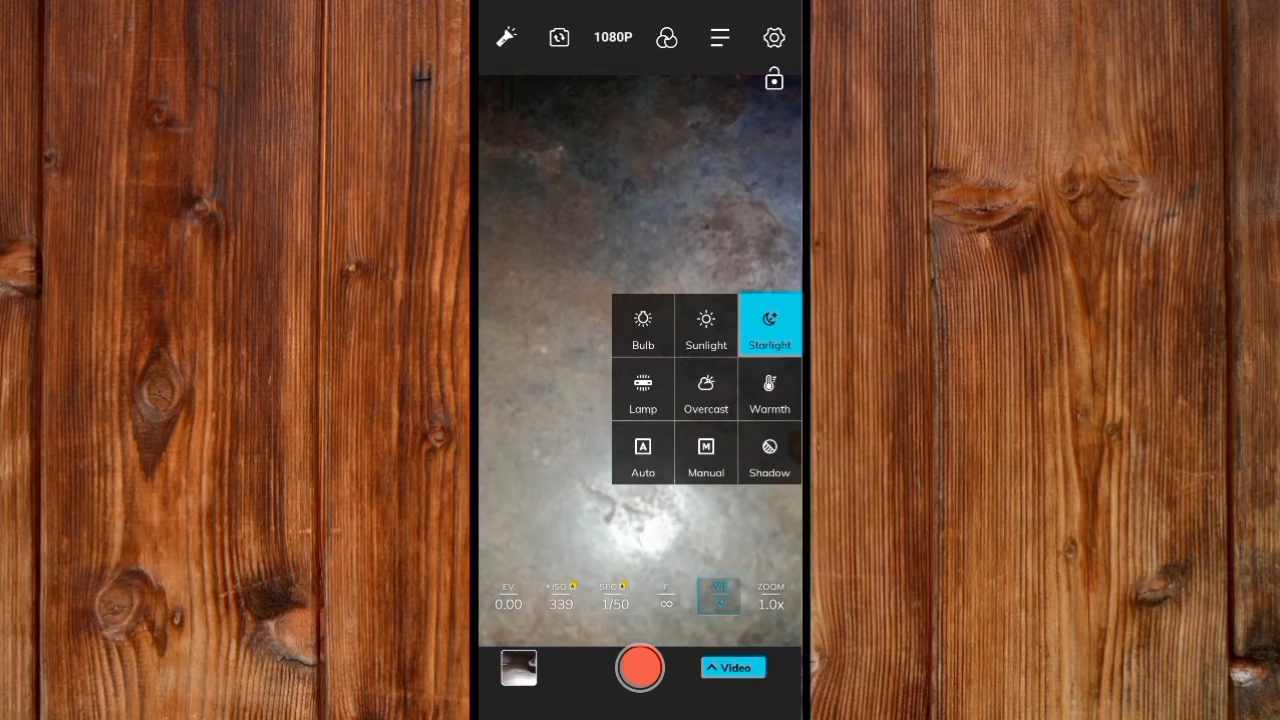 1080P
Bulb Sunlight Starlight
Lamp Overcast Warmth
A M
Auto Manual Shadow
EV ISO SEC F WB ZOOM
0.00 339 1/50 ∞ 1.0x
Video